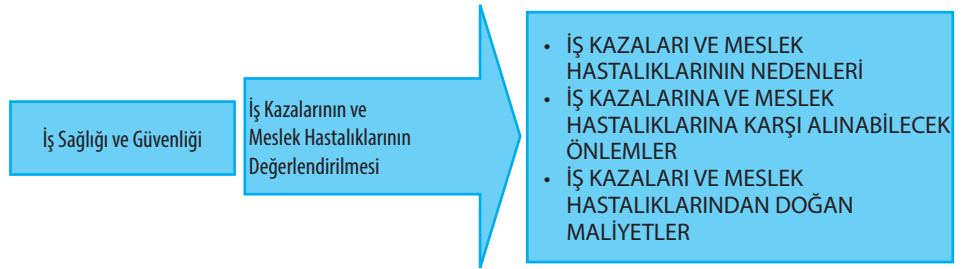 İş Sağlığı ve Güvenliği
İş Kazalarının ve
Meslek Hastalıklarının
Değerlendirilmesi
• İŞ KAZALARI VE MESLEK
HASTALIKLARININ NEDENLERİ
• İŞ KAZALARINA VE MESLEK
HASTALIKLARINA KARŞI ALINABİLECEK
ÖNLEMLER
• İŞ KAZALARI VE MESLEK
HASTALIKLARINDAN DOĞAN
MALİYETLER